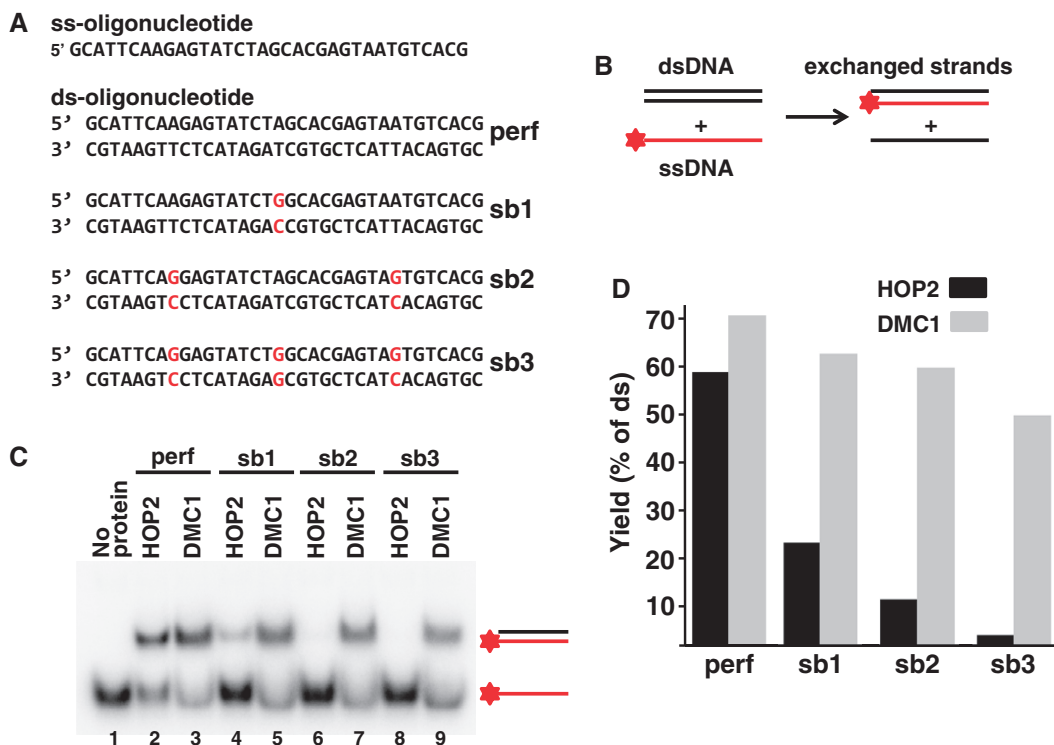 A
ss-oligonucleotide
5' GCATTCAAGAGTATCTAGCACGAGTAATGTCACG
ds-oligonucleotide
5’ GCATTCAAGAGTATCTAGCACGAGTAATGTCACG
3’ CGTAAGTTCTCATAGATCGTGCTCATTACAGTGC
perf
5’ GCATTCAAGAGTATCTGGCACGAGTAATGTCACG
3’ CGTAAGTTCTCATAGACCGTGCTCATTACAGTGC
sb1
5’ GCATTCAGGAGTATCTAGCACGAGTAGTGTCACG
3’ CGTAAGTCCTCATAGATCGTGCTCATCACAGTGC
sb2
5’ GCATTCAGGAGTATCTGGCACGAGTAGTGTCACG
3’ CGTAAGTCCTCATAGAGCGTGCTCATCACAGTGC
sb3
B
dsDNA
+
ssDNA
exchanged strands
+
C
perf sb1 sb2 sb3
No protein
HOP2
DMC1
HOP2
DMC1
HOP2
DMC1
HOP2
DMC1
1 2 3 4 5 6 7 8 9
D
HOP2
DMC1
Yield (% of ds)
70
60
50
40
30
20
10
perf sb1 sb2 sb3